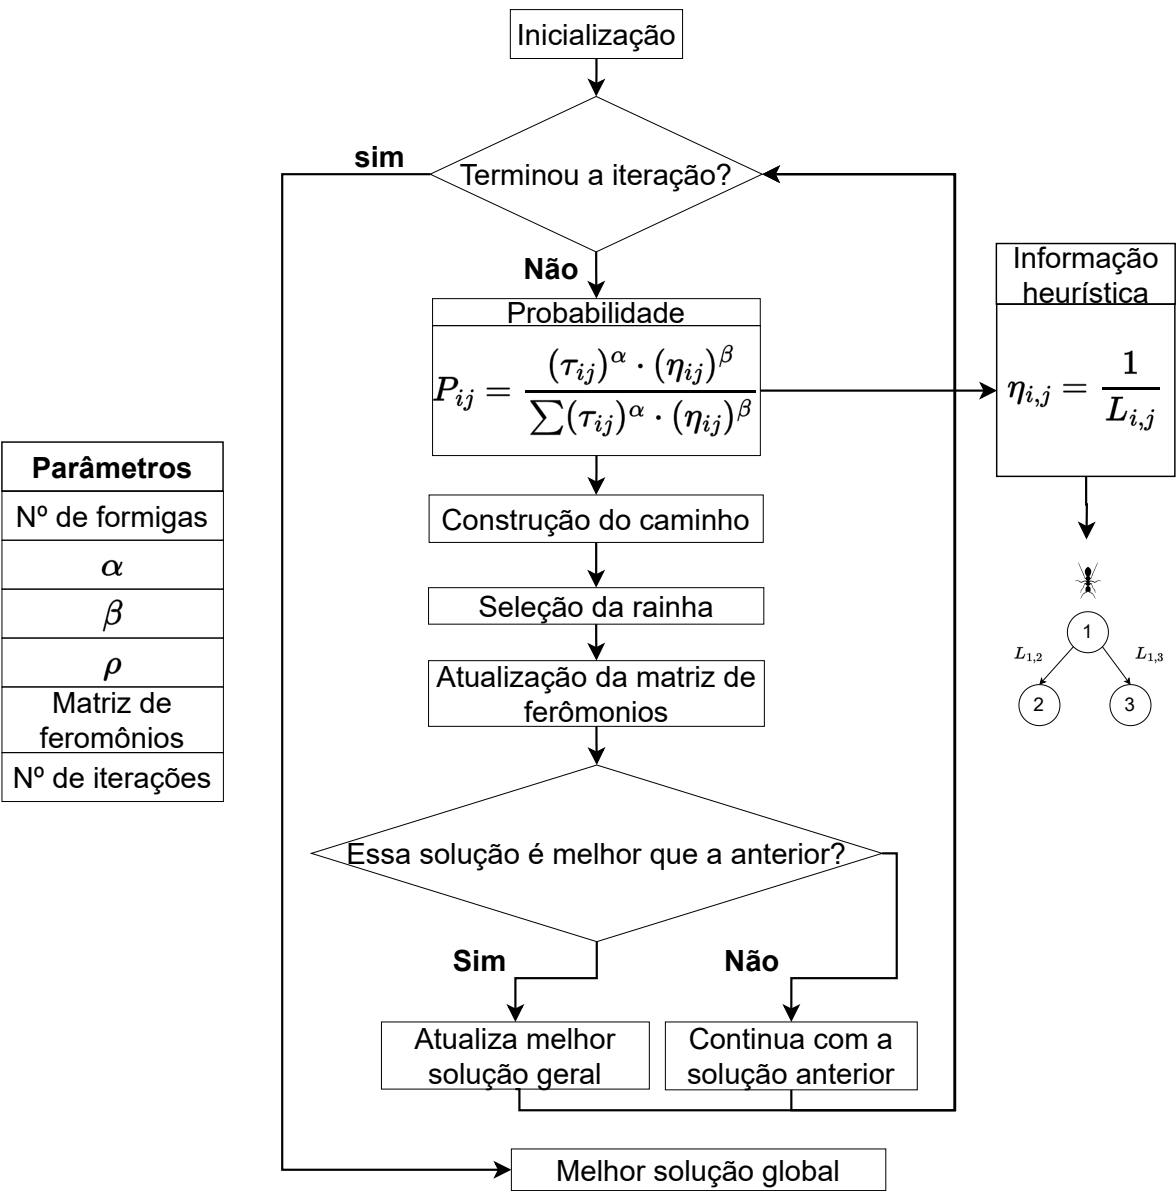 Inicialização
sim
Terminou a iteração?
Não
Probabilidade
P_{ij} = \frac{(\tau_{ij})^{\alpha} \cdot (\eta_{ij})^{\beta}}{\sum (\tau_{ij})^{\alpha} \cdot (\eta_{ij})^{\beta}}
Informação
heurística
\eta_{i,j} = \frac{1}{L_{i,j}}
1
L_{1,2}
L_{1,3}
2
3
Parâmetros
Nº de formigas
α
β
ρ
Matriz de
feromônios
Nº de iterações
Construção do caminho
Seleção da rainha
Atualização da matriz de
ferômonios
Essa solução é melhor que a anterior?
Sim
Não
Atualiza melhor
solução geral
Continua com a
solução anterior
Melhor solução global